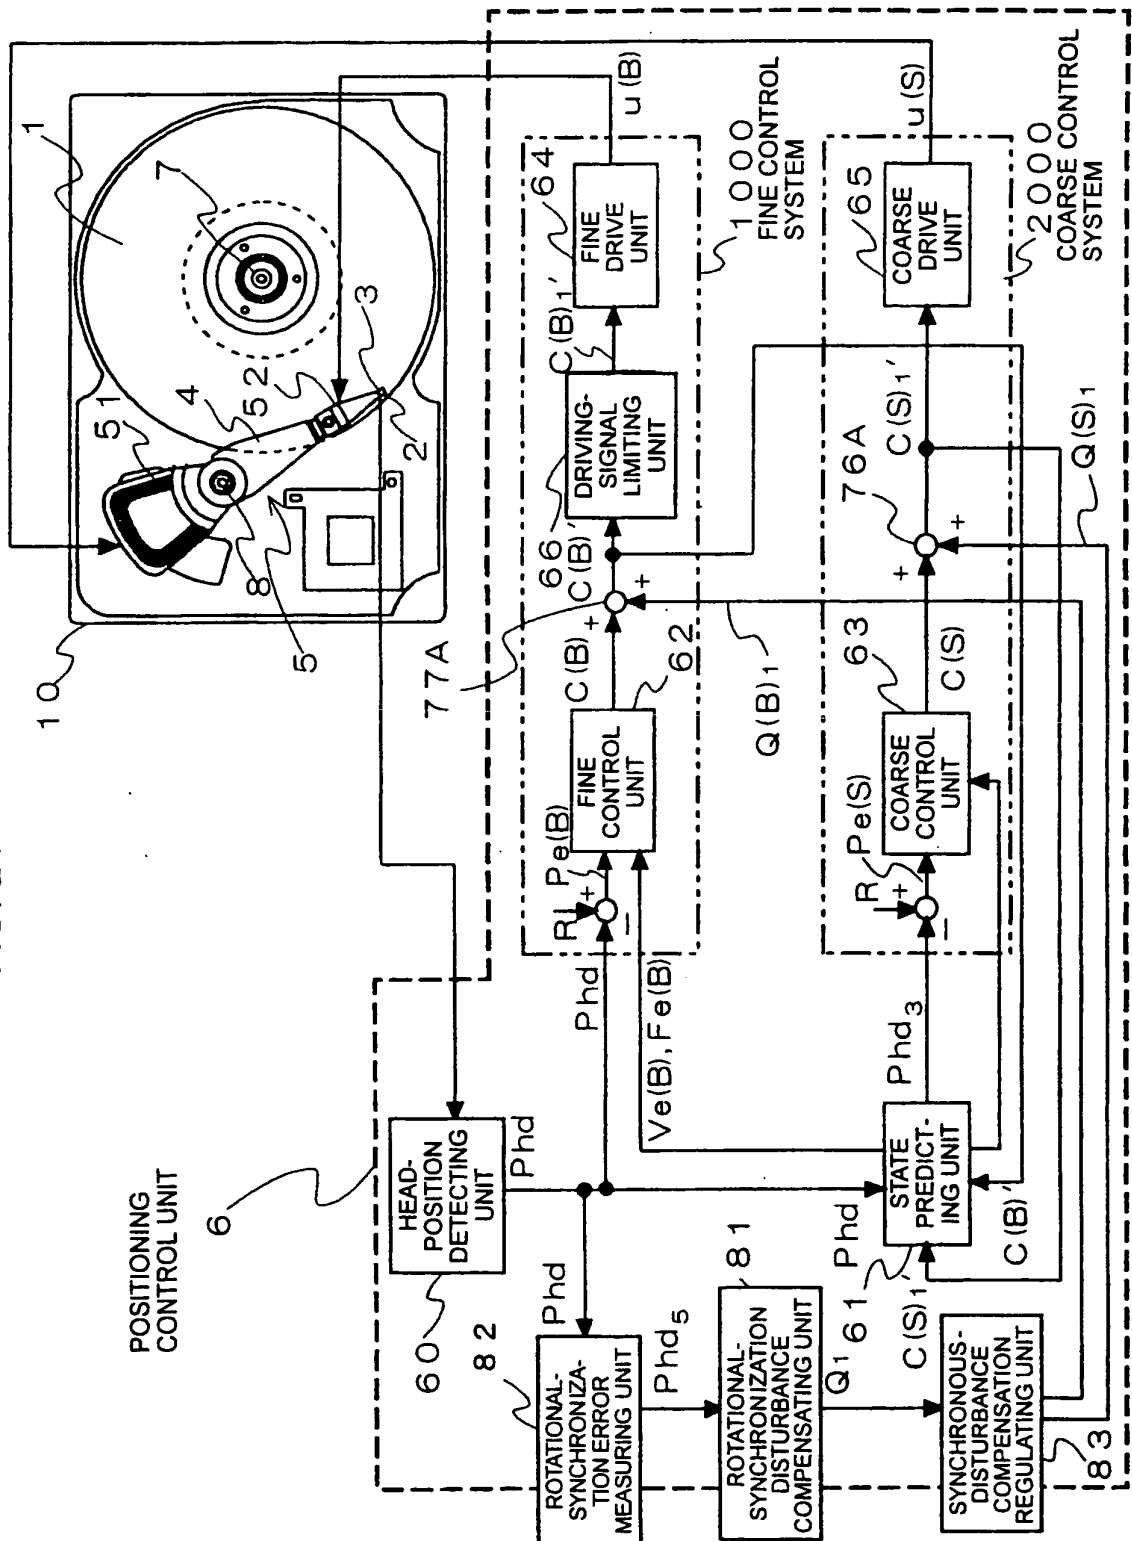 POSITIONING
CONTROL UNIT
6
10
1
7
51
4
52
3
2
8
5
HEAD-
POSITION
DETECTING
UNIT
60
Phd
Phd
82
ROTATIONAL-
SYNCHRONIZA-
TION ERROR
MEASURING UNIT
Phd5
81
ROTATIONAL-
SYNCHRONIZATION
DISTURBANCE
COMPENSATING UNIT
Q1
SYNCHRONOUS-
DISTURBANCE
COMPENSATION
REGULATING UNIT
83
Phd
STATE
PREDICT-
ING UNIT
61
C(S)1'
C(B)'
Phd3
Ve(B), Fe(B)
Phd
R
+
−
Pe(B)
FINE
CONTROL
UNIT
62
C(B)
77A
+
+
C(B)'
66
DRIVING-
SIGNAL
LIMITING
UNIT
C(B)1'
FINE
DRIVE
UNIT
64
u(B)
1000
FINE CONTROL
SYSTEM
Q(B)1
R
+
−
Pe(S)
COARSE
CONTROL
UNIT
63
C(S)
+
+
76A
C(S)1'
COARSE
DRIVE
UNIT
65
u(S)
2000
COARSE CONTROL
SYSTEM
Q(S)1